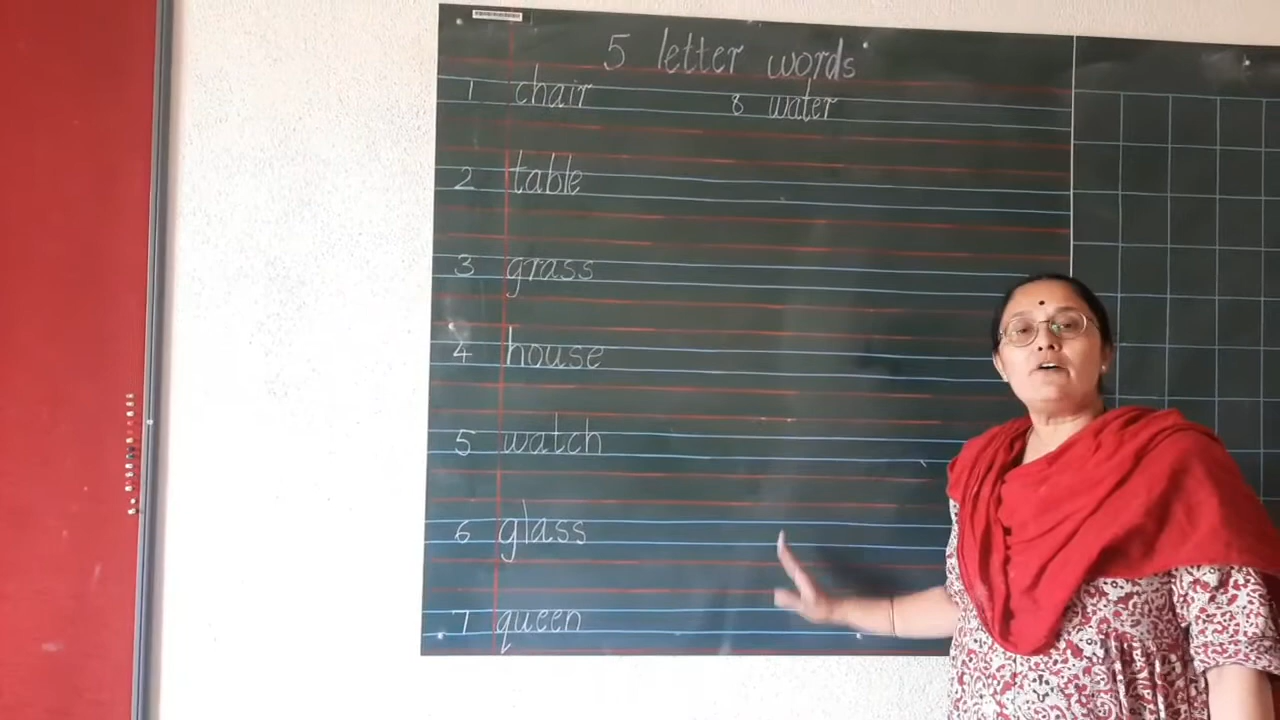 5 letter words
1 chair 8 water
2 table
3 grass
4 house
5 watch
6 glass
7 queen